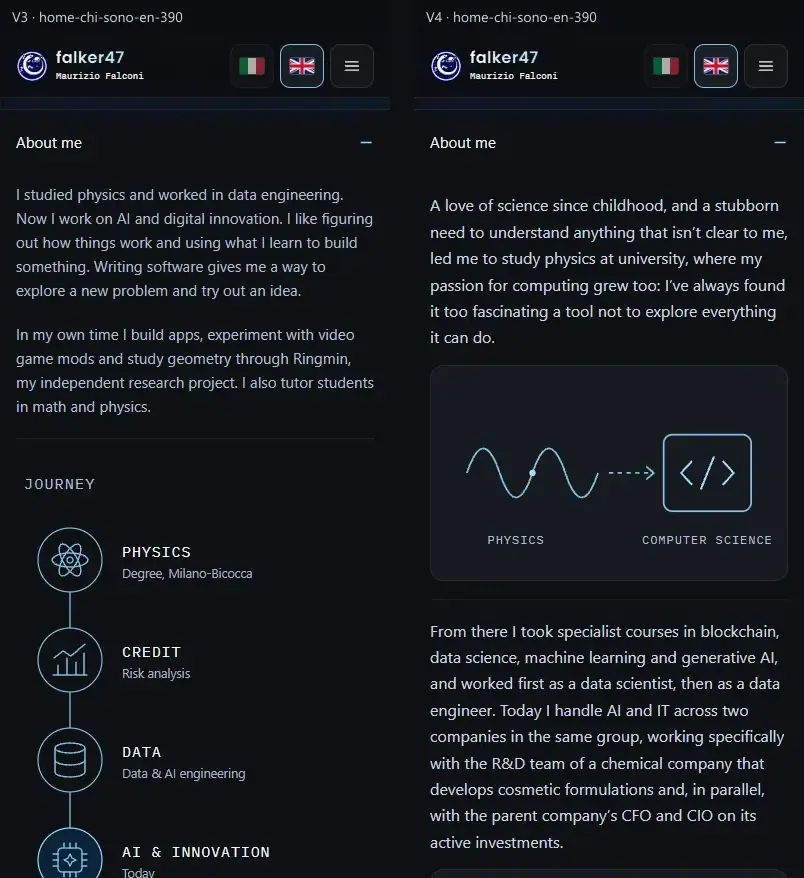 V3 · home-chi-sono-en-390
falker47
Maurizio Falconi
About me
I studied physics and worked in data engineering.
Now I work on AI and digital innovation. I like figuring
out how things work and using what I learn to build
something. Writing software gives me a way to
explore a new problem and try out an idea.
In my own time I build apps, experiment with video
game mods and study geometry through Ringmin,
my independent research project. I also tutor students
in math and physics.
JOURNEY
PHYSICS
Degree, Milano-Bicocca
CREDIT
Risk analysis
DATA
Data & AI engineering
AI & INNOVATION
Today
V4 · home-chi-sono-en-390
falker47
Maurizio Falconi
About me
A love of science since childhood, and a stubborn
need to understand anything that isn’t clear to me,
led me to study physics at university, where my
passion for computing grew too: I’ve always found
it too fascinating a tool not to explore everything
it can do.
</>
PHYSICS
COMPUTER SCIENCE
From there I took specialist courses in blockchain,
data science, machine learning and generative AI,
and worked first as a data scientist, then as a data
engineer. Today I handle AI and IT across two
companies in the same group, working specifically
with the R&D team of a chemical company that
develops cosmetic formulations and, in parallel,
with the parent company’s CFO and CIO on its
active investments.